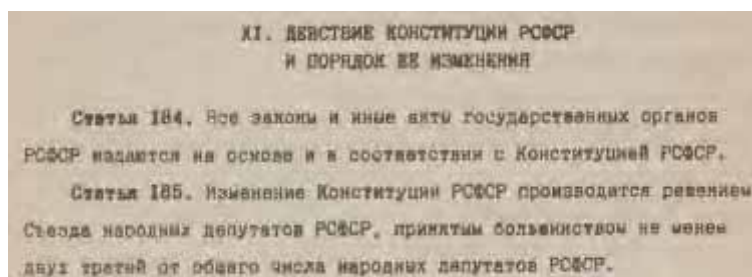 XI. ДЕЙСТВИЕ КОНСТИТУЦИИ РСФСР
И ПОРЯДОК ЕЕ ИЗМЕНЕНИЯ
Статья 184. Все законы и иные акты государственных органов
РСФСР издаются на основе и в соответствии с Конституцией РСФСР.
Статья 185. Изменение Конституции РСФСР производится решением
Съезда народных депутатов РСФСР, принятым большинством не менее
двух третей от общего числа народных депутатов РСФСР.